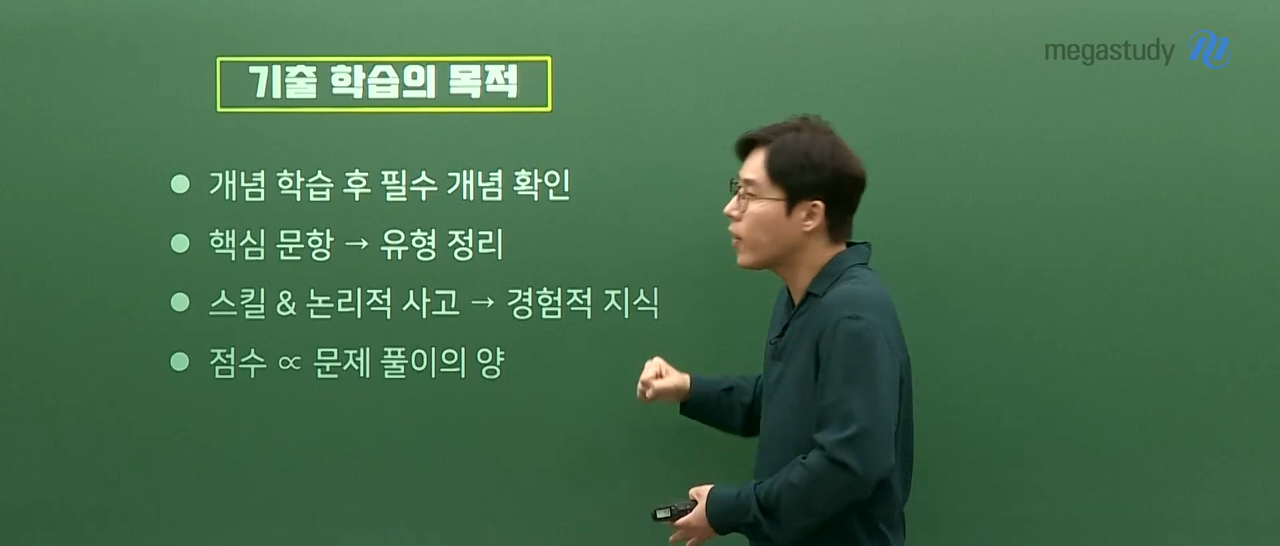 megastudy
기출 학습의 목적
● 개념 학습 후 필수 개념 확인
● 핵심 문항 → 유형 정리
● 스킬 & 논리적 사고 → 경험적 지식
● 점수 ∝ 문제 풀이의 양